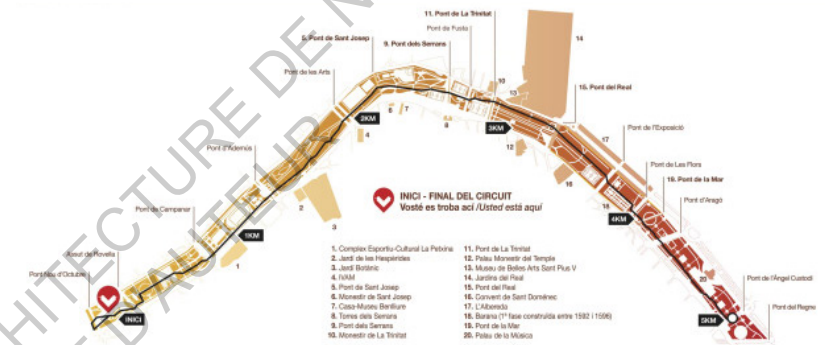 11. Pont de La Trinitat
Pont de Fusta
5. Pont de Sant Josep
9. Pont dels Serrans
14
Pont de les Arts
10
13
15. Pont del Real
6
7
8
2KM
4
3KM
12
17
Pont de l'Exposició
Pont d'Ademús
16
Pont de Les Flors
19. Pont de la Mar
INICI - FINAL DEL CIRCUIT
Vosté es troba ací /Usted está aquí
18
Pont d'Aragó
2
3
4KM
Pont de Campanar
1KM
1
Assut de Rovella
Pont Nou d'Octubre
INICI
20
Pont de l'Àngel Custodi
Pont del Regne
5KM
1. Complex Esportiu-Cultural La Petxina
2. Jardí de les Hespèrides
3. Jardí Botànic
4. IVAM
5. Pont de Sant Josep
6. Monestir de Sant Josep
7. Casa-Museu Benlliure
8. Torres dels Serrans
9. Pont dels Serrans
10. Monestir de La Trinitat
11. Pont de La Trinitat
12. Palau Monestir del Temple
13. Museu de Belles Arts Sant Pius V
14. Jardins del Real
15. Pont del Real
16. Convent de Sant Domènec
17. L'Albereda
18. Barana (1ª fase construïda entre 1592 i 1596)
19. Pont de la Mar
20. Palau de la Música
HITECTURE DE N
D'AUTEUR